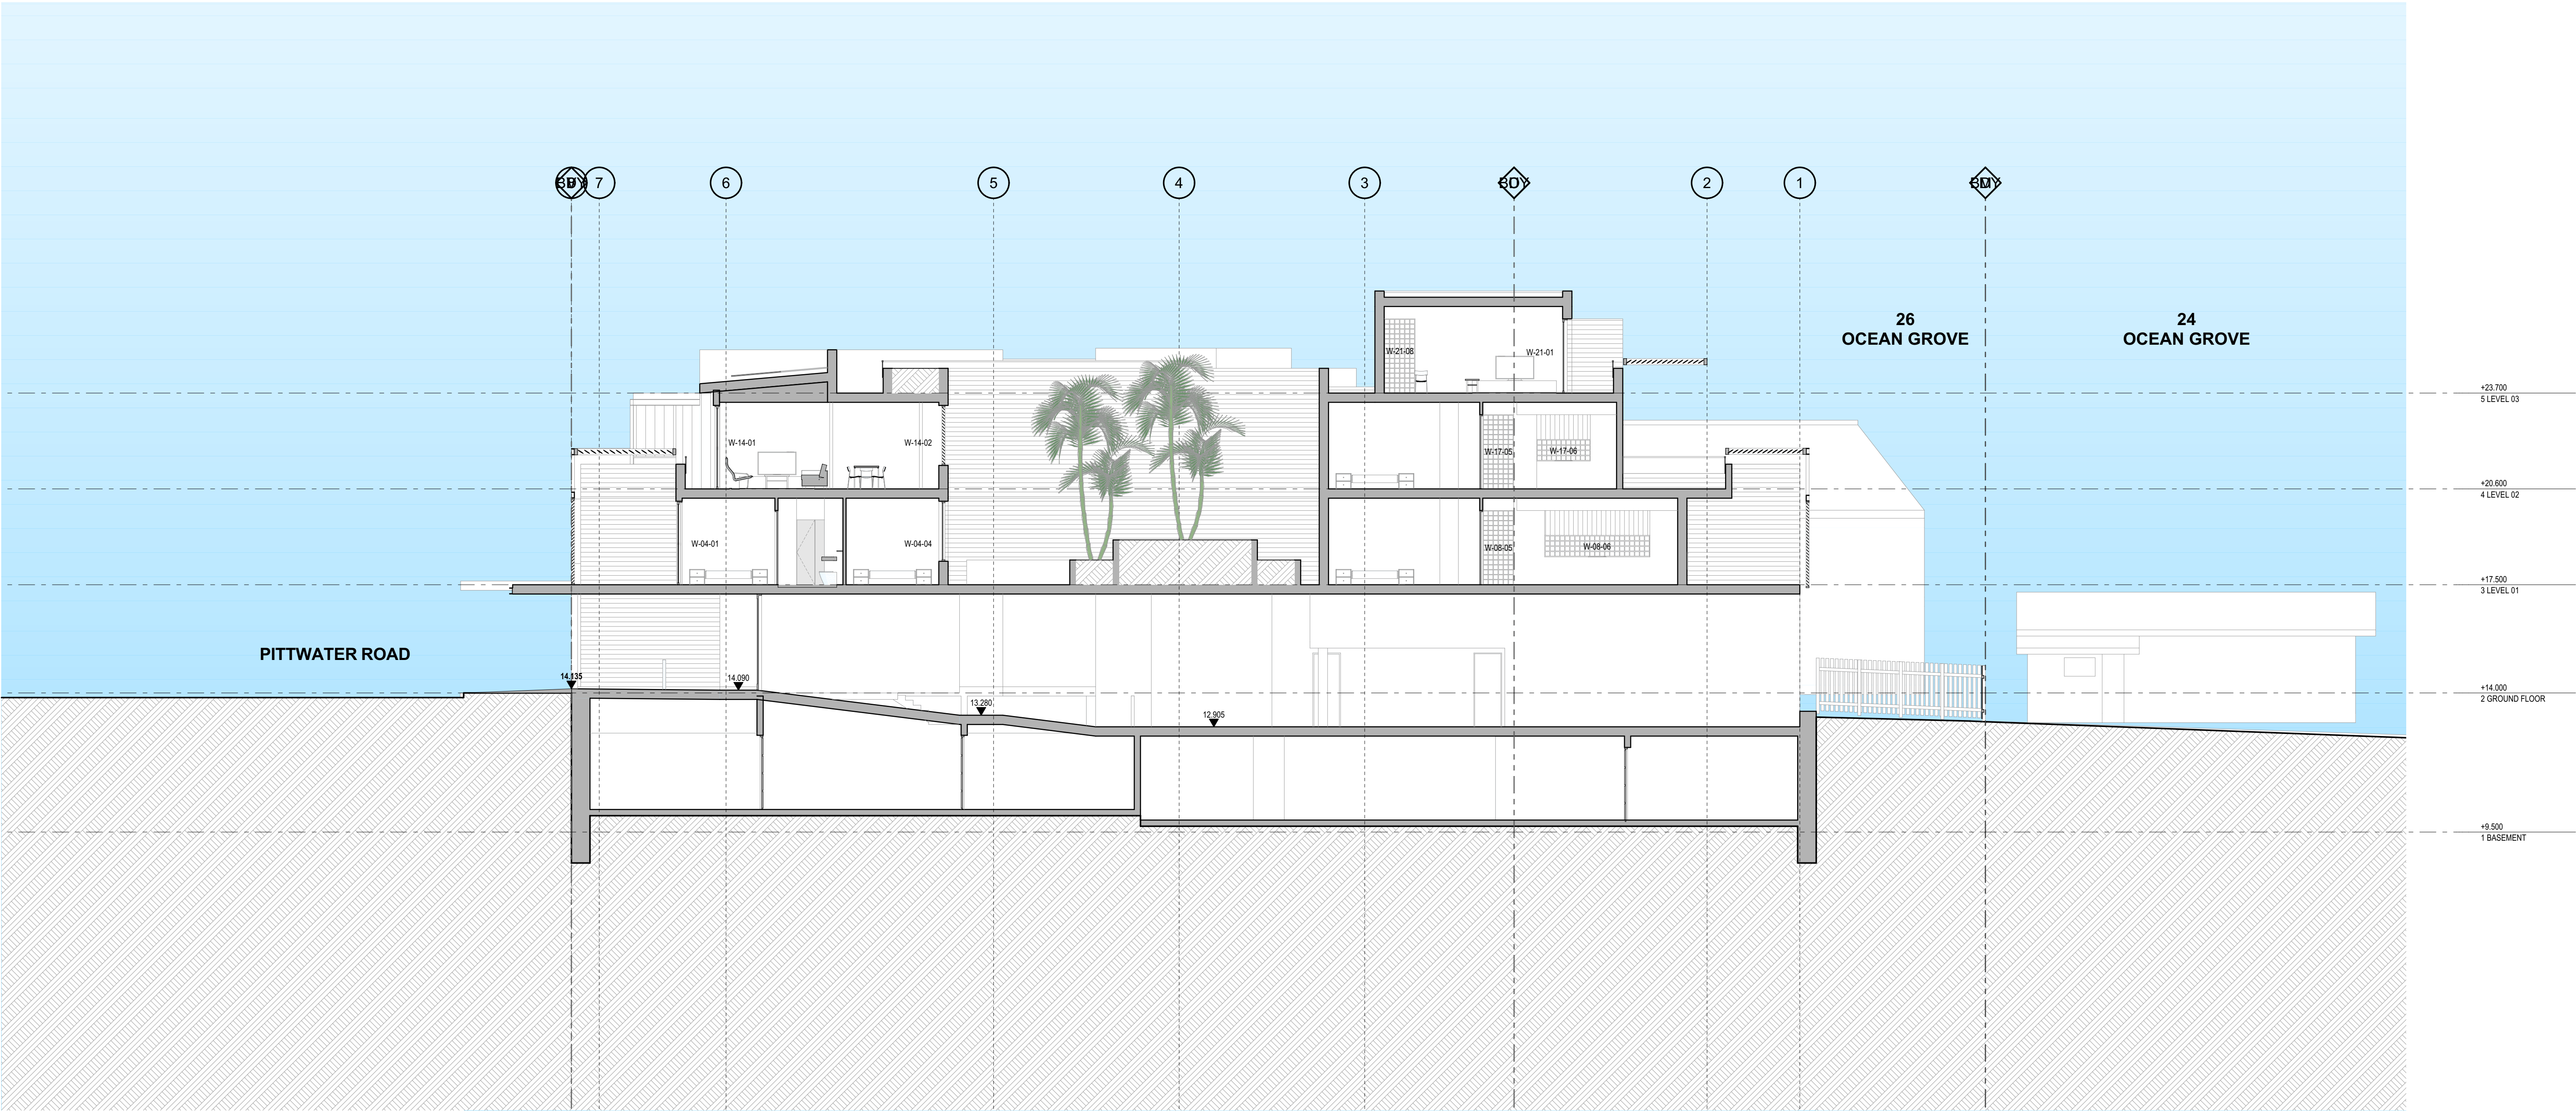 7
6
5
4
3
BDY
2
1
26
OCEAN GROVE
24
OCEAN GROVE
W-21-08
W-21-01
+23.700
5 LEVEL 03
W-14-01
W-14-02
W-17-05
W-17-06
+20.600
4 LEVEL 02
W-04-01
W-04-04
W-08-05
W-08-06
+17.500
3 LEVEL 01
PITTWATER ROAD
14.135
14.090
+14.000
2 GROUND FLOOR
13.280
12.905
+9.500
1 BASEMENT